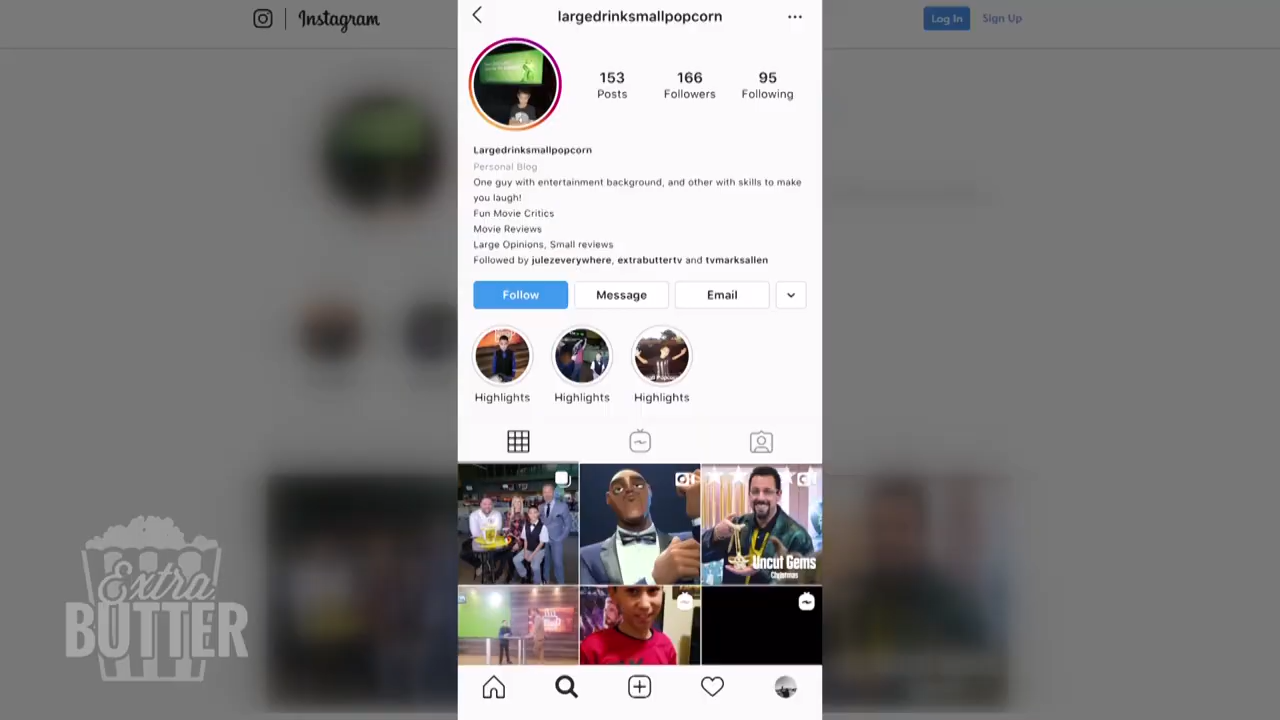 Instagram
Log In
Sign Up
largedrinksmallpopcorn
153
166
95
Posts
Followers
Following
Largedrinksmallpopcorn
Personal Blog
One guy with entertainment background, and other with skills to make
you laugh!
Fun Movie Critics
Movie Reviews
Large Opinions, Small reviews
Followed by julezeverywhere, extrabuttertv and tvmarksallen
Follow
Message
Email
Highlights
Highlights
Highlights
Uncut Gems
Christmas
Extra
BUTTER